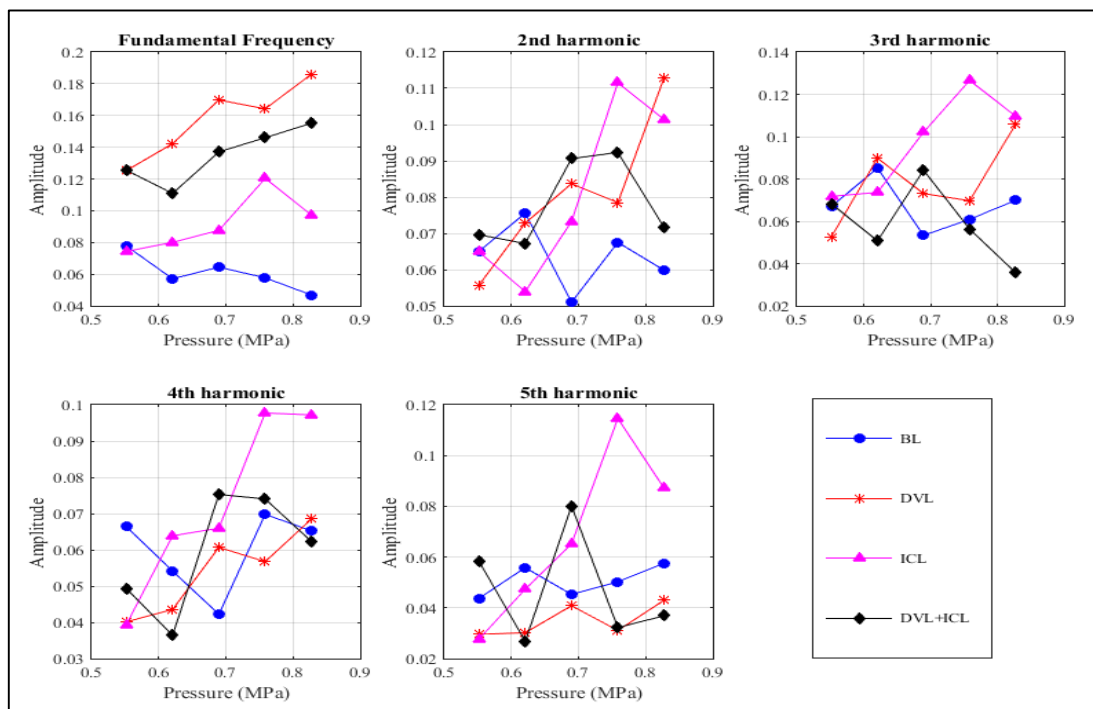 Fundamental Frequency
0.2
0.18
0.16
0.14
0.12
0.1
0.08
0.06
0.04
Amplitude
0.5 0.6 0.7 0.8 0.9
Pressure (MPa)
2nd harmonic
0.12
0.11
0.1
0.09
0.08
0.07
0.06
0.05
Amplitude
0.5 0.6 0.7 0.8 0.9
Pressure (MPa)
3rd harmonic
0.14
0.12
0.1
0.08
0.06
0.04
0.02
Amplitude
0.5 0.6 0.7 0.8 0.9
Pressure (MPa)
4th harmonic
0.1
0.09
0.08
0.07
0.06
0.05
0.04
0.03
Amplitude
0.5 0.6 0.7 0.8 0.9
Pressure (MPa)
5th harmonic
0.12
0.1
0.08
0.06
0.04
0.02
Amplitude
0.5 0.6 0.7 0.8 0.9
Pressure (MPa)
BL
DVL
ICL
DVL+ICL